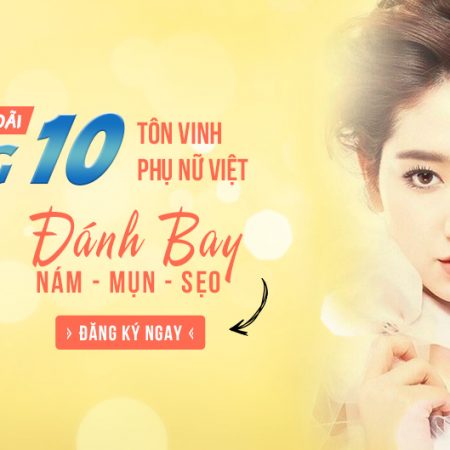 ĐÃI
G 10
TÔN VINH
PHỤ NỮ VIỆT
Đánh Bay
NÁM - MỤN - SẸO
> ĐĂNG KÝ NGAY <